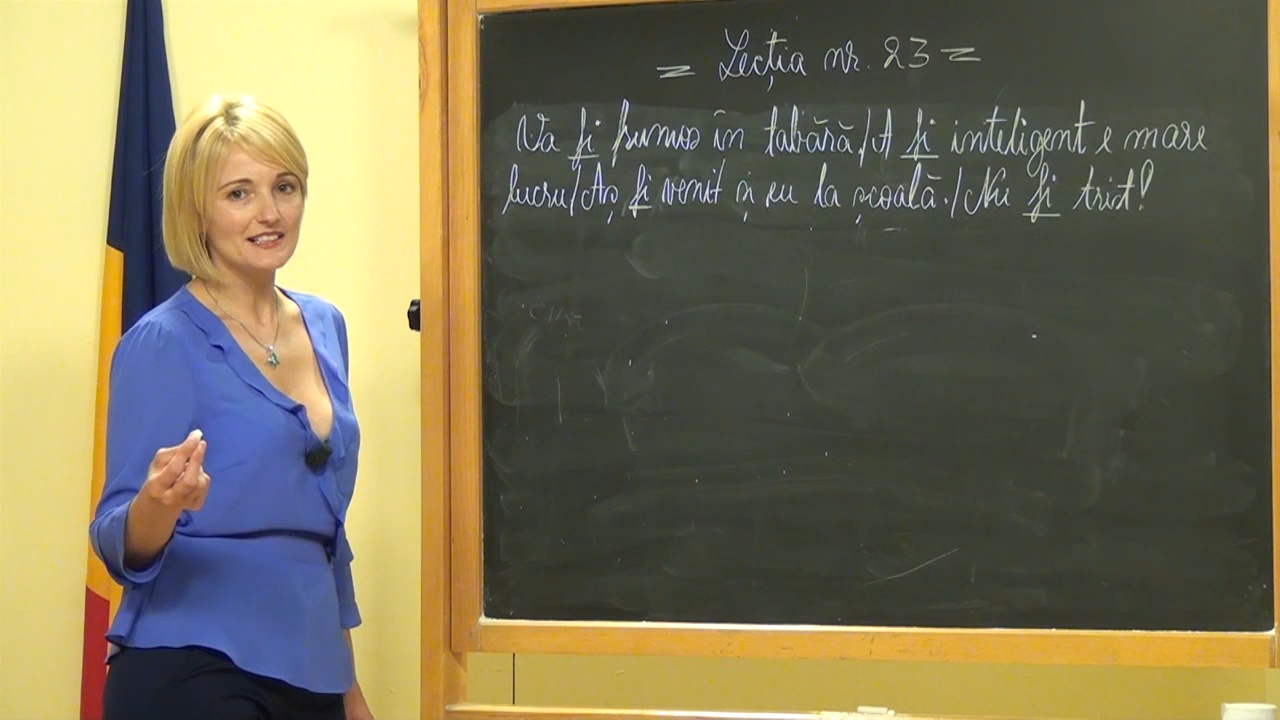 = Lecția nr. 23 =
Va fi frumos în tabără./A fi inteligent e mare
lucru./Aș fi venit și eu la școală./Nu fi trist!